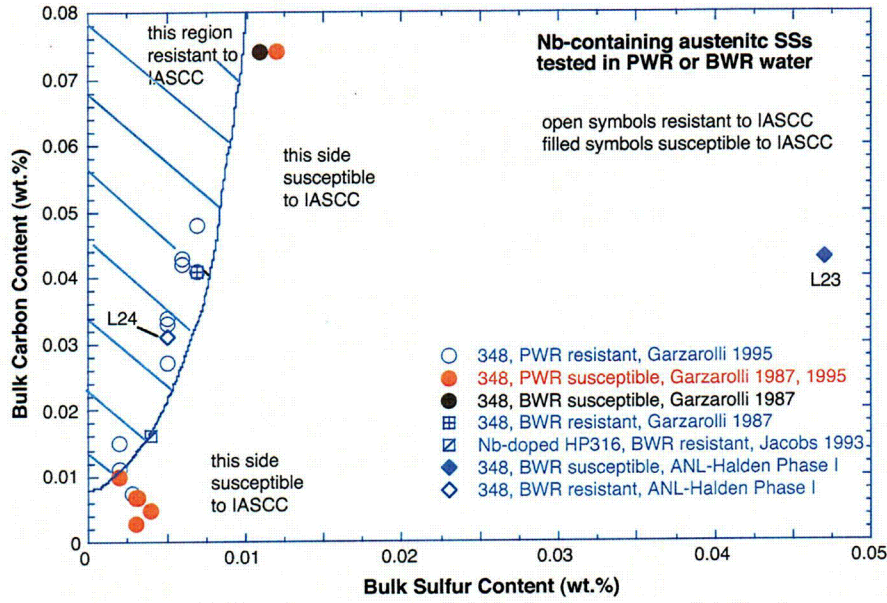 Bulk Carbon Content (wt.%)
0.08
0.07
0.06
0.05
0.04
0.03
0.02
0.01
0
this region
resistant to
IASCC
Nb-containing austenitc SSs
tested in PWR or BWR water
open symbols resistant to IASCC
filled symbols susceptible to IASCC
this side
susceptible
to IASCC
L23
L24
348, PWR resistant, Garzarolli 1995
348, PWR susceptible, Garzarolli 1987, 1995
348, BWR susceptible, Garzarolli 1987
348, BWR resistant, Garzarolli 1987
Nb-doped HP316, BWR resistant, Jacobs 1993
348, BWR susceptible, ANL-Halden Phase I
348, BWR resistant, ANL-Halden Phase I
this side
susceptible
to IASCC
0
0.01
0.02
0.03
0.04
0.05
Bulk Sulfur Content (wt.%)